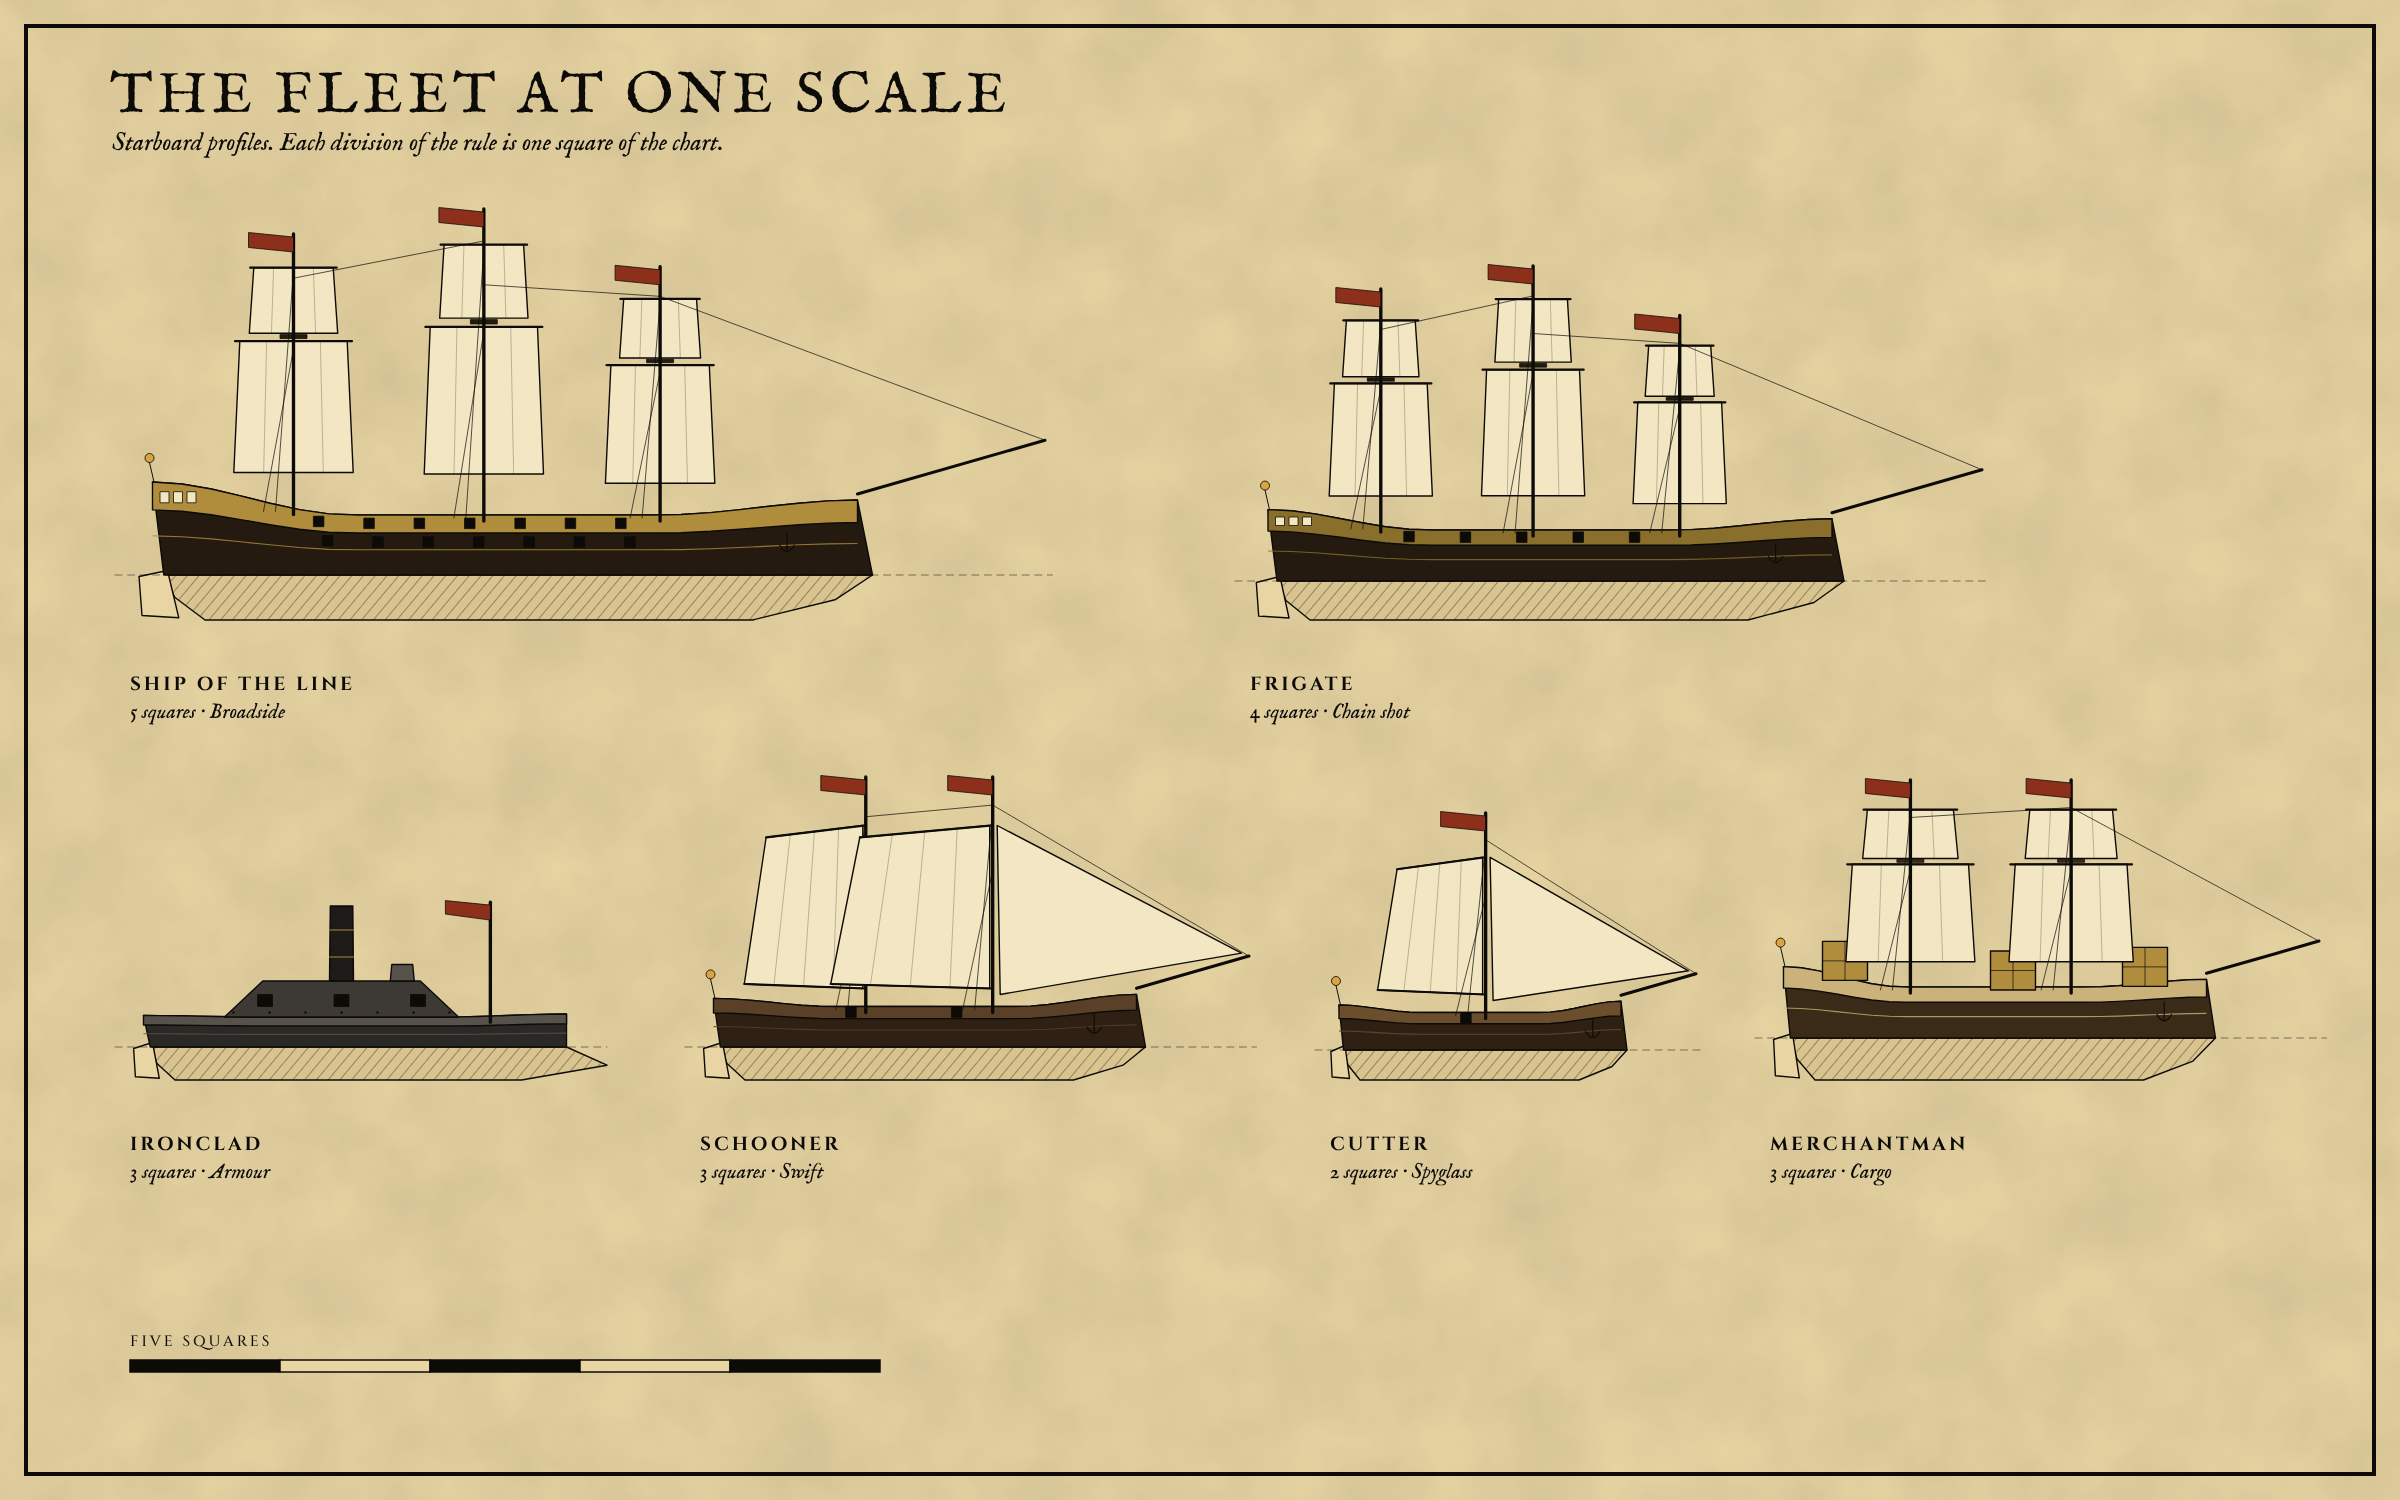 THE FLEET AT ONE SCALE
Starboard profiles. Each division of the rule is one square of the chart.
SHIP OF THE LINE
5 squares · Broadside
FRIGATE
4 squares · Chain shot
IRONCLAD
3 squares · Armour
SCHOONER
3 squares · Swift
CUTTER
2 squares · Spyglass
MERCHANTMAN
3 squares · Cargo
FIVE SQUARES